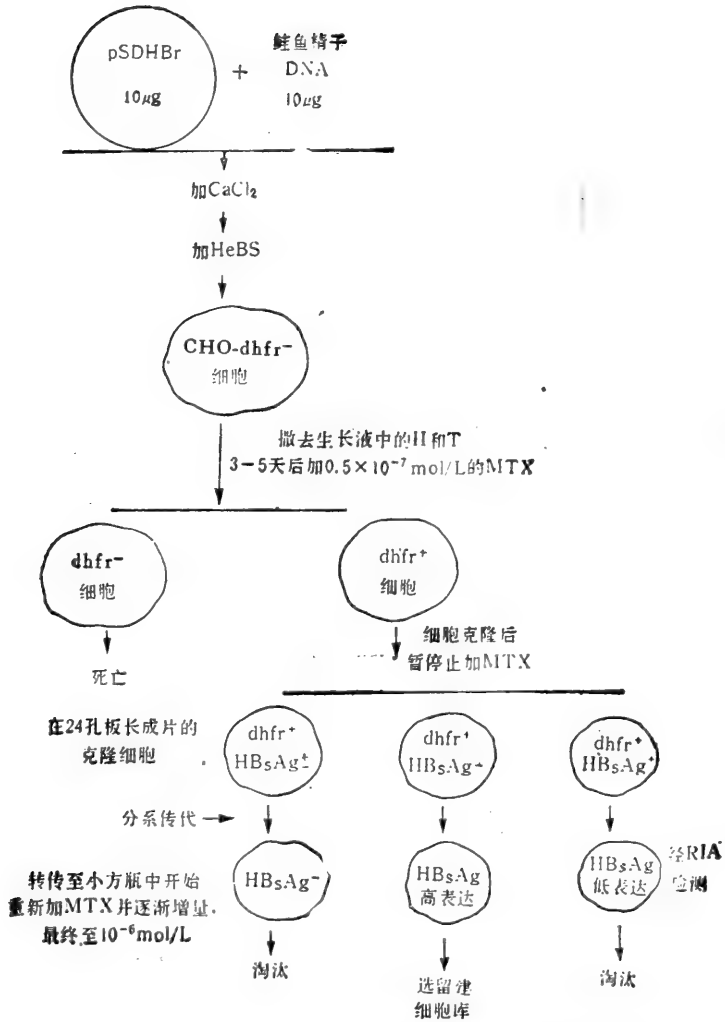 pSDHBr
10μg
+
鲑鱼精子
DNA
10μg
加CaCl₂
加HeBS
CHO-dhfr⁻
细胞
撤去生长液中的H和T
3-5天后加0.5×10⁻⁷mol/L的MTX
dhfr⁻
细胞
dhfr⁺
细胞
死亡
细胞克隆后
暂停止加MTX
在24孔板长成片的
克隆细胞
dhfr⁺
HBsAg±
dhfr⁺
HBsAg⁺
dhfr⁺
HBsAg⁺
分系传代
转传至小方瓶中开始
重新加MTX并逐渐增量.
最终至10⁻⁶mol/L
HBsAg⁻
HBsAg
高表达
HBsAg
低表达
经RIA
检测
淘汰
选留建
细胞库
淘汰